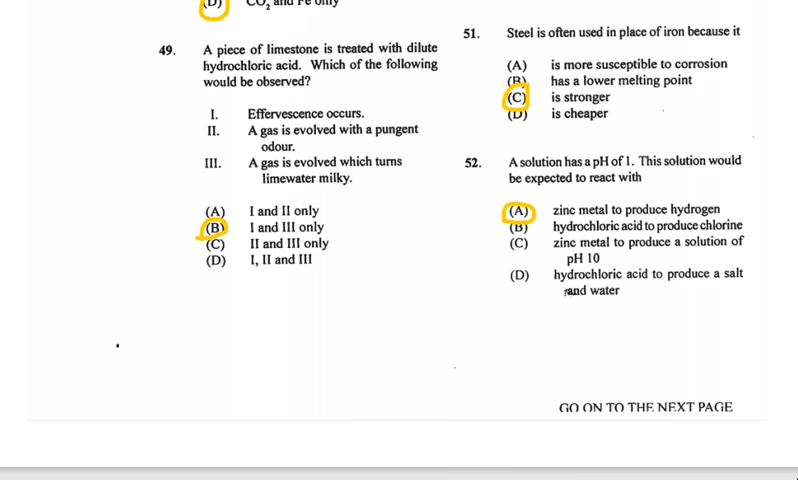 (D) CO₂ and Fe only
49. A piece of limestone is treated with dilute
hydrochloric acid. Which of the following
would be observed?
I. Effervescence occurs.
II. A gas is evolved with a pungent
odour.
III. A gas is evolved which turns
limewater milky.
(A) I and II only
(B) I and III only
(C) II and III only
(D) I, II and III
51. Steel is often used in place of iron because it
(A) is more susceptible to corrosion
(B) has a lower melting point
(C) is stronger
(D) is cheaper
52. A solution has a pH of 1. This solution would
be expected to react with
(A) zinc metal to produce hydrogen
(B) hydrochloric acid to produce chlorine
(C) zinc metal to produce a solution of
pH 10
(D) hydrochloric acid to produce a salt
and water
GO ON TO THE NEXT PAGE